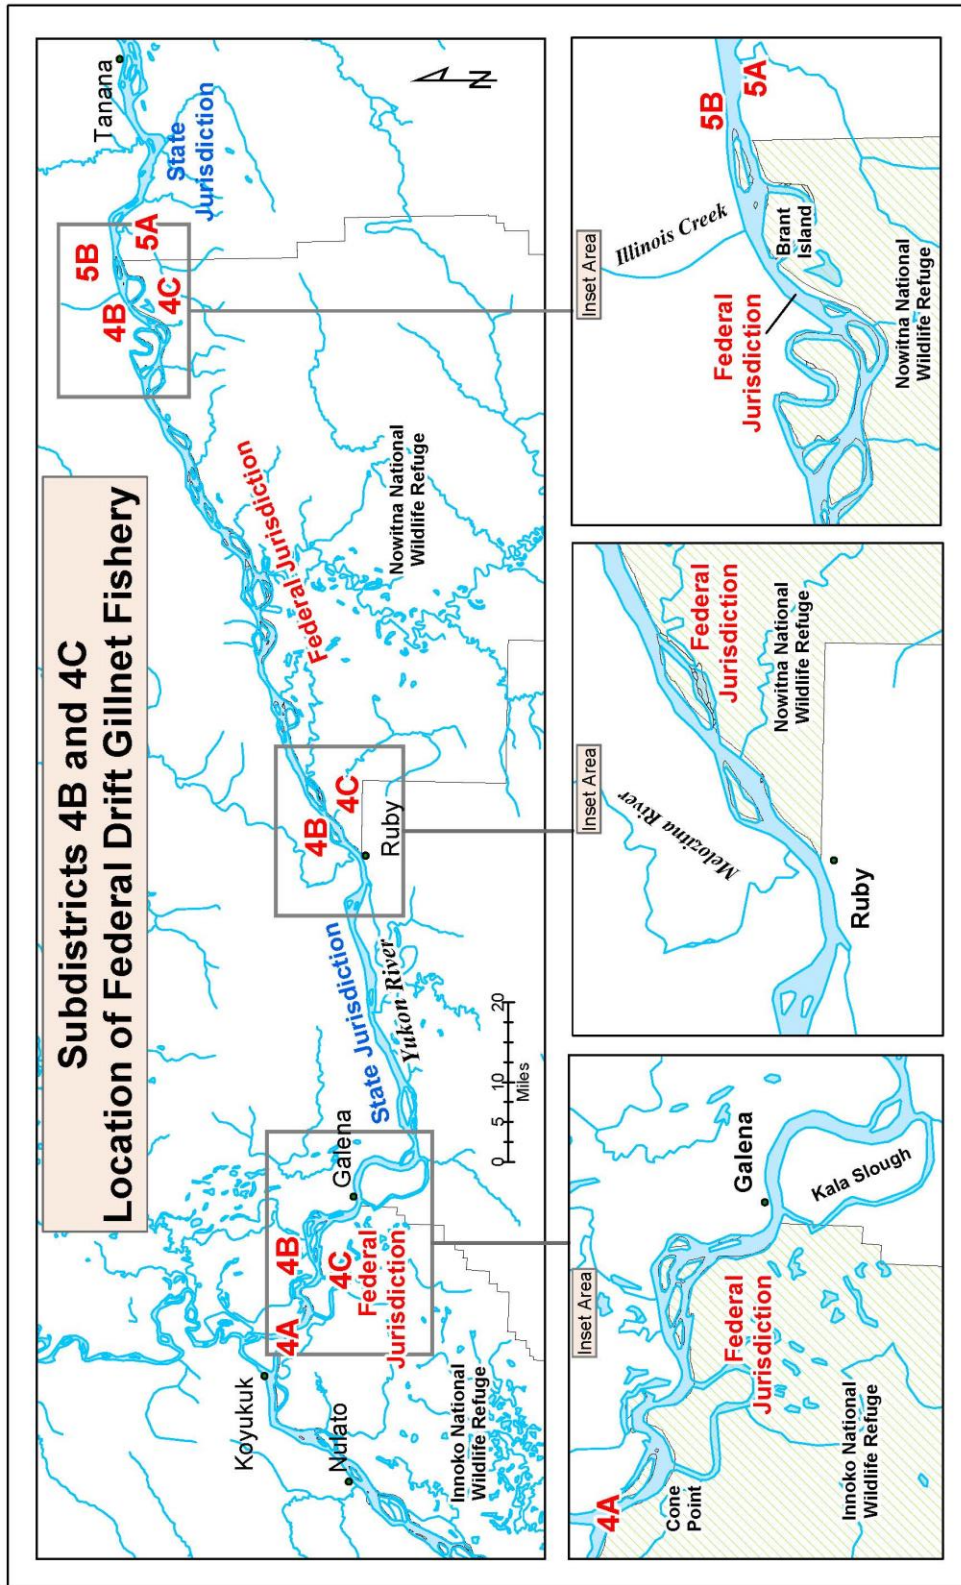 Subdistricts 4B and 4C
Location of Federal Drift Gillnet Fishery
Tanana
State
Jurisdiction
5B
5A
4B
4C
N
Federal Jurisdiction
Nowitna National
Wildlife Refuge
4B
4C
Ruby
State Jurisdiction
Yukon River
0
5
10
20
Miles
Galena
4B
4C
4A
Federal
Jurisdiction
Koyukuk
Nulato
Innoko National
Wildlife Refuge
Inset Area
4A
Cone
Point
Galena
Kala Slough
Federal
Jurisdiction
Innoko National
Wildlife Refuge
Inset Area
Melozitna River
Federal
Jurisdiction
Nowitna National
Wildlife Refuge
Ruby
Inset Area
Illinois Creek
5B
5A
Brant
Island
Federal
Jurisdiction
Nowitna National
Wildlife Refuge